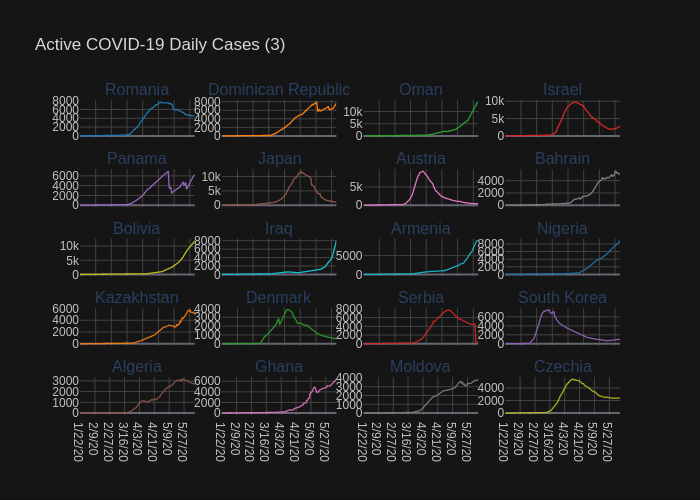 Active COVID-19 Daily Cases (3)
Romania Dominican Republic Oman Israel
8000 8000 10k 10k
6000 6000 5k 5k
4000 4000 0 0
2000 2000
0 0
Panama Japan Austria Bahrain
6000 10k 5k 4000
4000 5k 0 2000
2000 0 0
0
Bolivia Iraq Armenia Nigeria
10k 8000 5000 8000
5k 6000 0 6000
0 4000 4000
2000 2000
0 0
Kazakhstan Denmark Serbia South Korea
6000 4000 8000 6000
4000 3000 6000 4000
2000 2000 4000 2000
0 1000 2000 0
0 0
Algeria Ghana Moldova Czechia
3000 6000 4000 4000
2000 4000 3000 2000
1000 2000 2000 0
0 0 1000
0
1/22/20 2/9/20 2/27/20 3/16/20 4/3/20 4/21/20 5/9/20 5/27/20 1/22/20 2/9/20 2/27/20 3/16/20 4/3/20 4/21/20 5/9/20 5/27/20 1/22/20 2/9/20 2/27/20 3/16/20 4/3/20 4/21/20 5/9/20 5/27/20 1/22/20 2/9/20 2/27/20 3/16/20 4/3/20 4/21/20 5/9/20 5/27/20